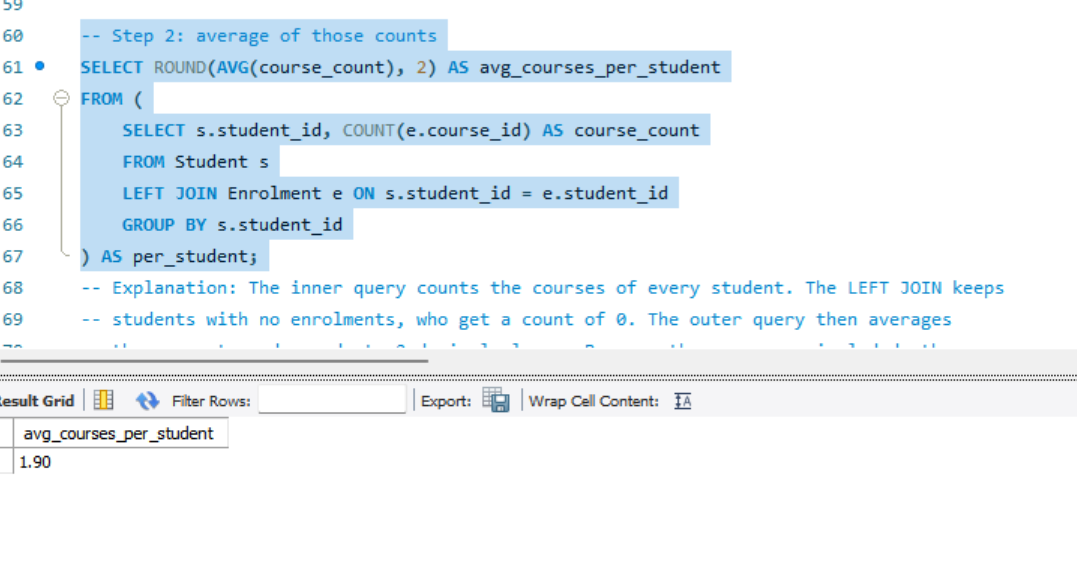 59
60 -- Step 2: average of those counts
61 SELECT ROUND(AVG(course_count), 2) AS avg_courses_per_student
62 FROM (
63 SELECT s.student_id, COUNT(e.course_id) AS course_count
64 FROM Student s
65 LEFT JOIN Enrolment e ON s.student_id = e.student_id
66 GROUP BY s.student_id
67 ) AS per_student;
68 -- Explanation: The inner query counts the courses of every student. The LEFT JOIN keeps
69 -- students with no enrolments, who get a count of 0. The outer query then averages
Result Grid Filter Rows: Export: Wrap Cell Content: IA
avg_courses_per_student
1.90